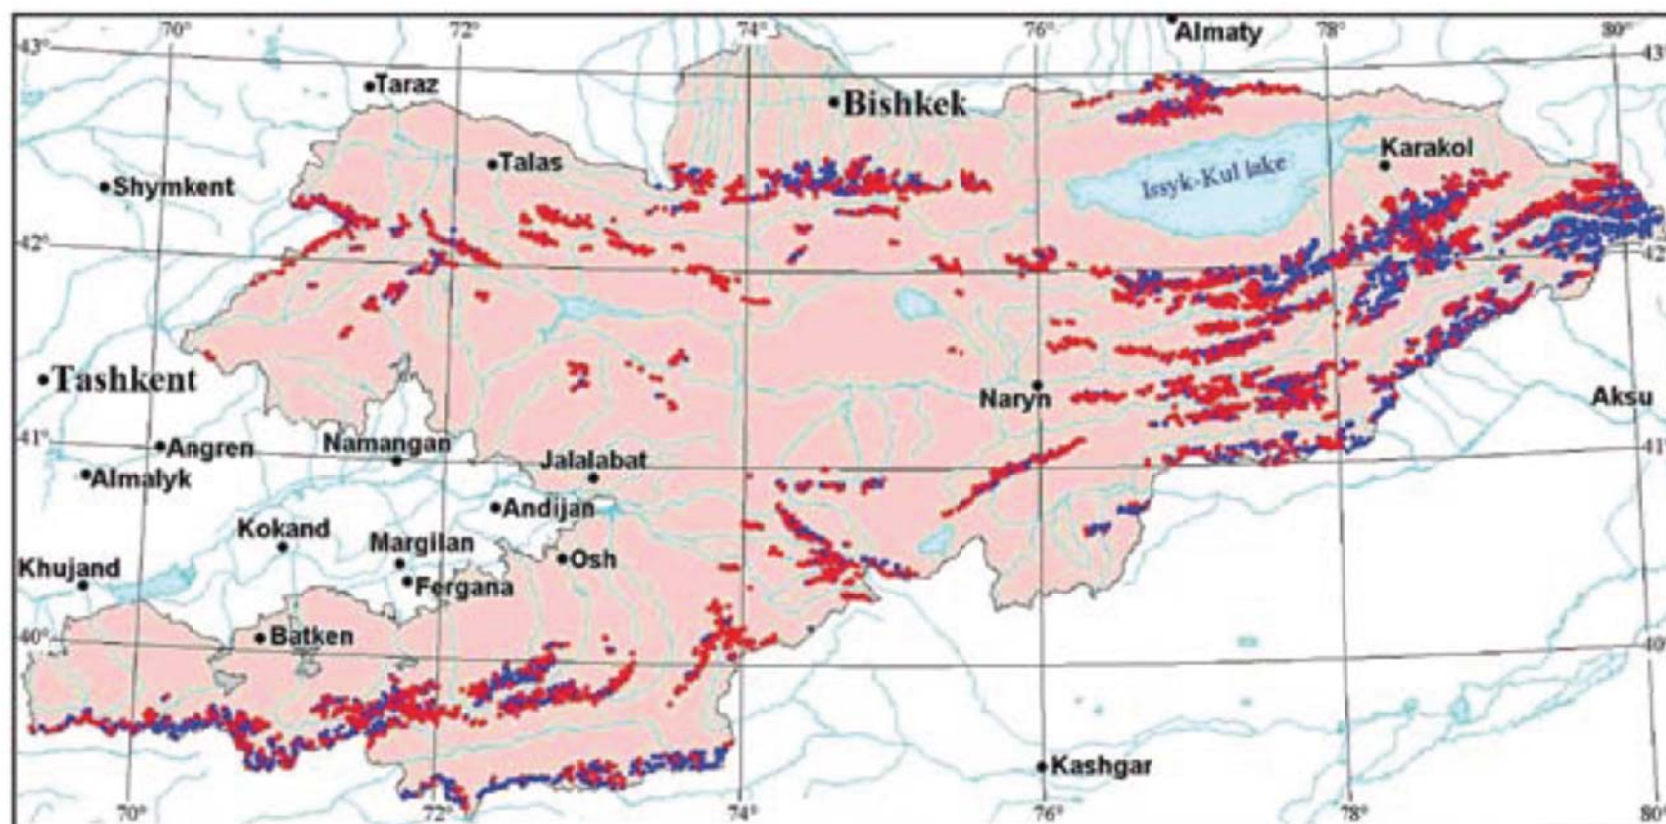 70° 72° 74° 76° 78° 80°
Almaty
43° 43°
Taraz
Bishkek
Talas
Karakol
Shymkent
Issyk-Kul lake
42° 42°
Tashkent
Naryn
Aksu
41° 41°
Angren
Namangan
Jalalabat
Almalyk
Andijan
Kokand
Margilan
Osh
Khujand
Fergana
40° 40°
Batken
Kashgar
70° 72° 74° 76° 78° 80°